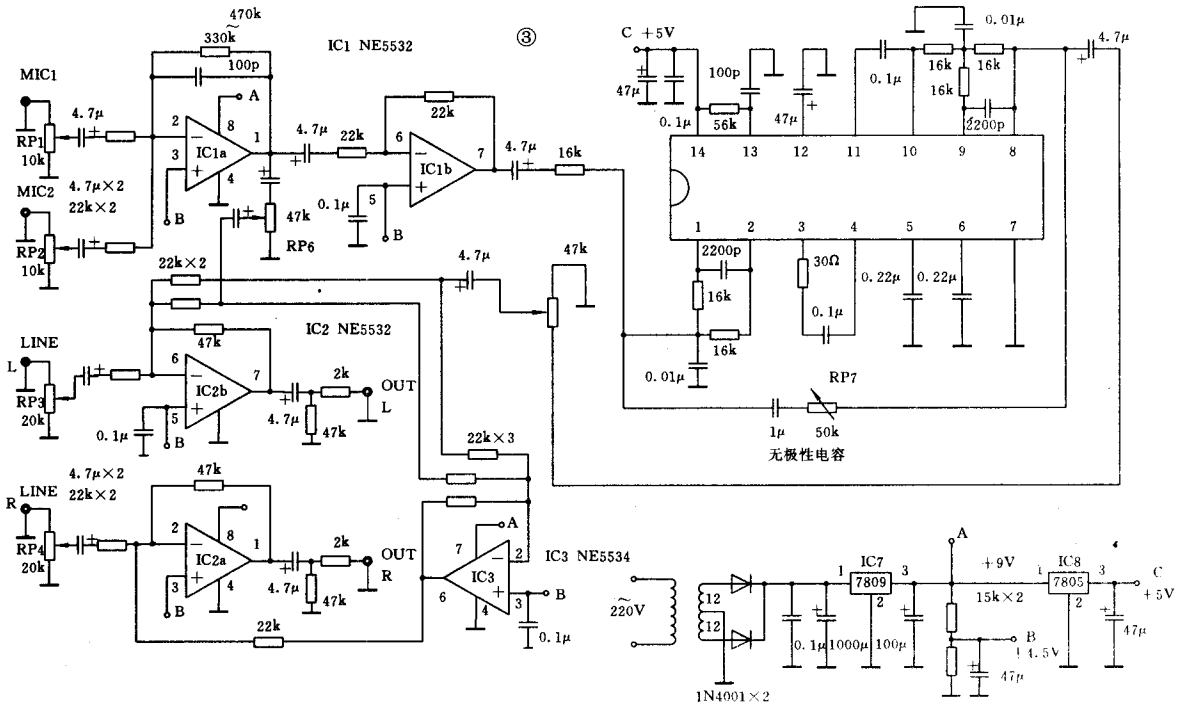 470k
~
330k
IC1 NE5532
③
C +5V
0.01μ
100p
MIC1
A
4.7μ
RP1
10k
2
8
1
3
4
IC1a
B
4.7μ
22k
22k
6
7
5
IC1b
0.1μ
B
4.7μ
16k
47μ
0.1μ
100p
56k
47μ
0.1μ
16k
16k
16k
2200p
4.7μ
14
13
12
11
10
9
8
1
2
3
4
5
6
7
MIC2
4.7μ×2
22k×2
RP2
10k
47k
RP6
22k×2
4.7μ
47k
2200p
16k
16k
0.01μ
30Ω
0.1μ
0.22μ
0.22μ
RP7
1μ
50k
无极性电容
IC2 NE5532
LINE
L
RP3
20k
47k
6
7
5
IC2b
0.1μ
B
4.7μ
2k
47k
OUT
L
22k×3
LINE
R
4.7μ×2
22k×2
RP4
20k
47k
2
8
1
3
4
IC2a
B
4.7μ
2k
47k
OUT
R
22k
A
IC3 NE5534
7
2
6
IC3
3
4
B
0.1μ
~
220V
12
12
1N4001×2
0.1μ
1000μ
1
IC7
3
7809
2
100μ
A
+9V
15k×2
B
4.5V
47μ
1
IC8
3
7805
2
C
+5V
47μ